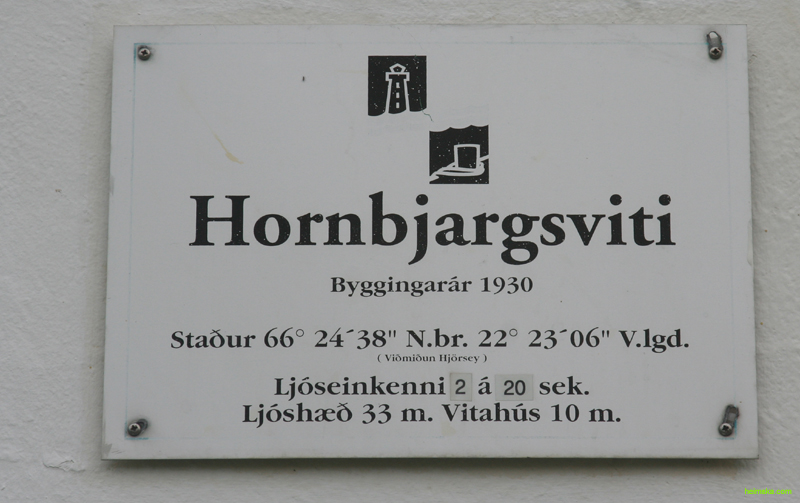 Hornbjargsviti
Byggingarár 1930
Staður 66° 24´38" N.br. 22° 23´06" V.lgd.
( Viðmiðun Hjörsey )
Ljóseinkenni 2 á 20 sek.
Ljóshæð 33 m. Vitahús 10 m.